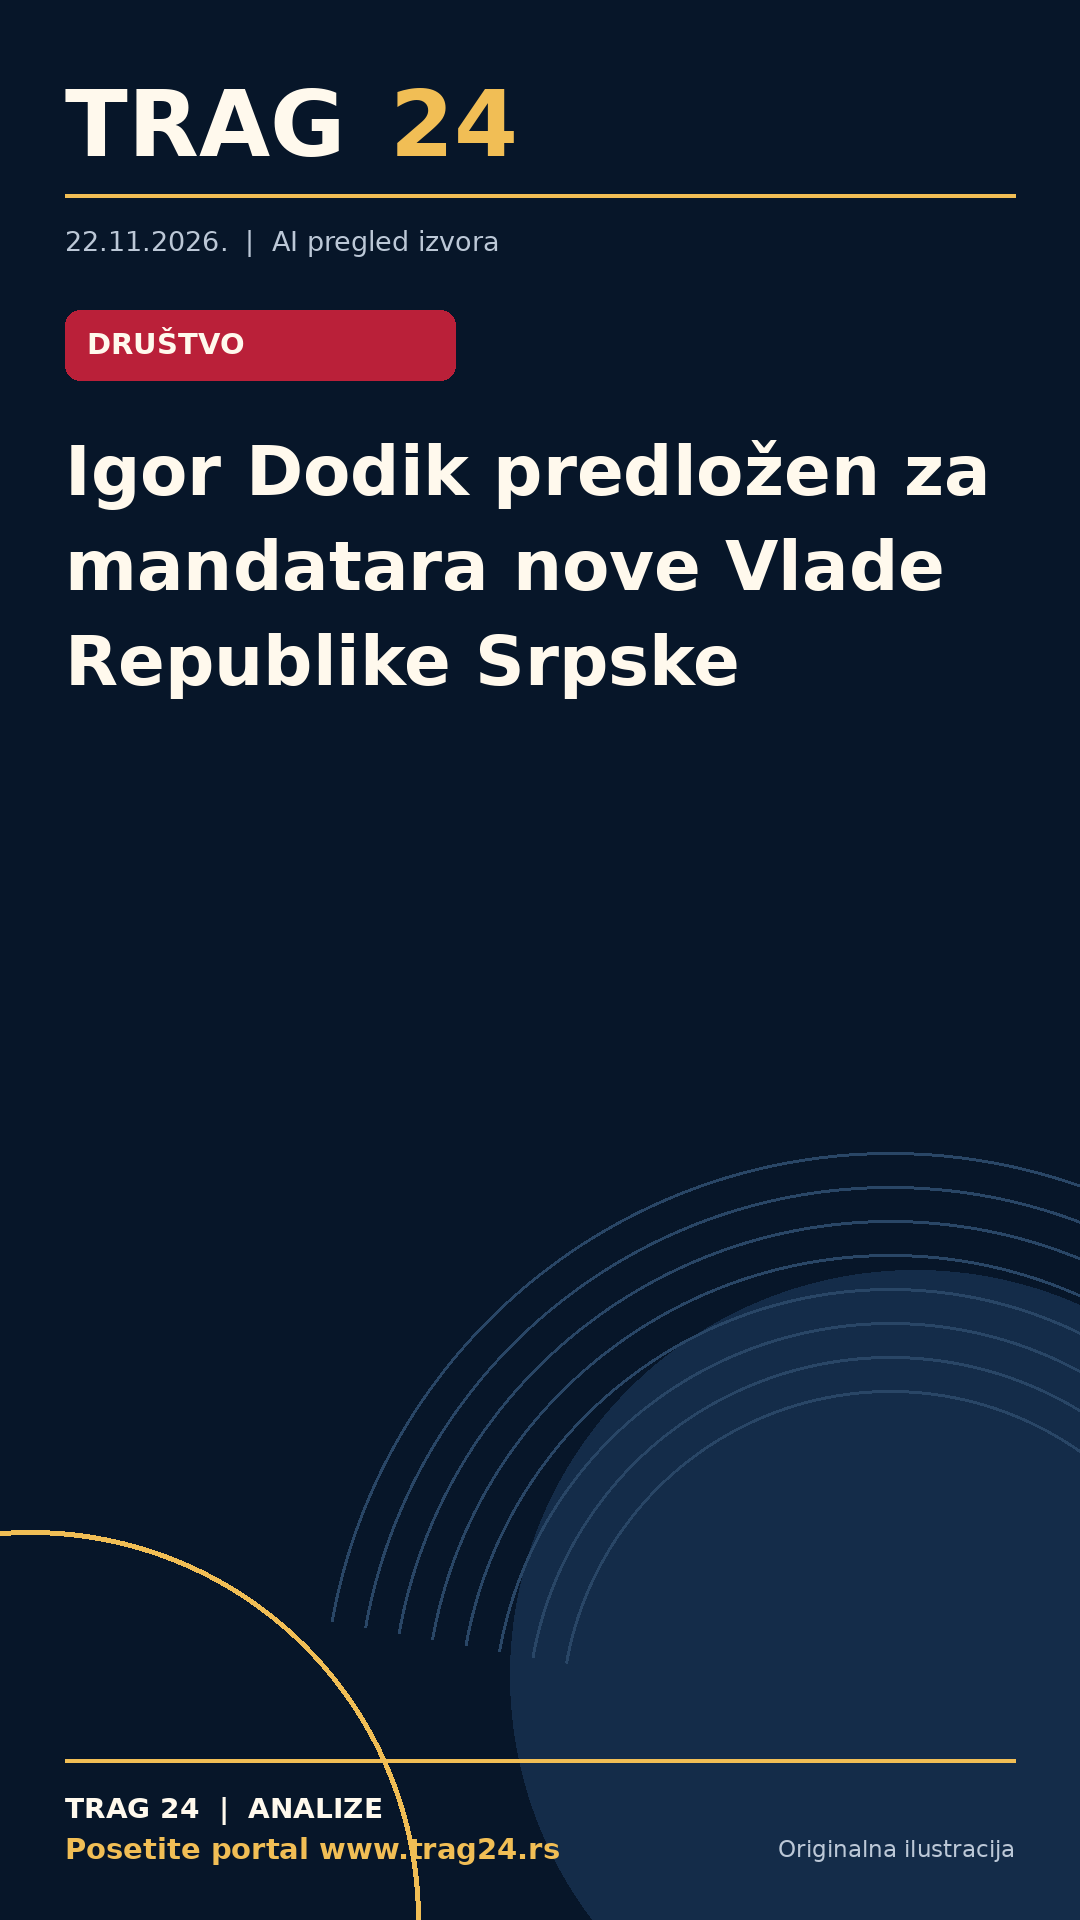 TRAG 24
22.11.2026. | AI pregled izvora
DRUŠTVO
Igor Dodik predložen za
mandatara nove Vlade
Republike Srpske
TRAG 24 | ANALIZE
Posetite portal www.trag24.rs
Originalna ilustracija